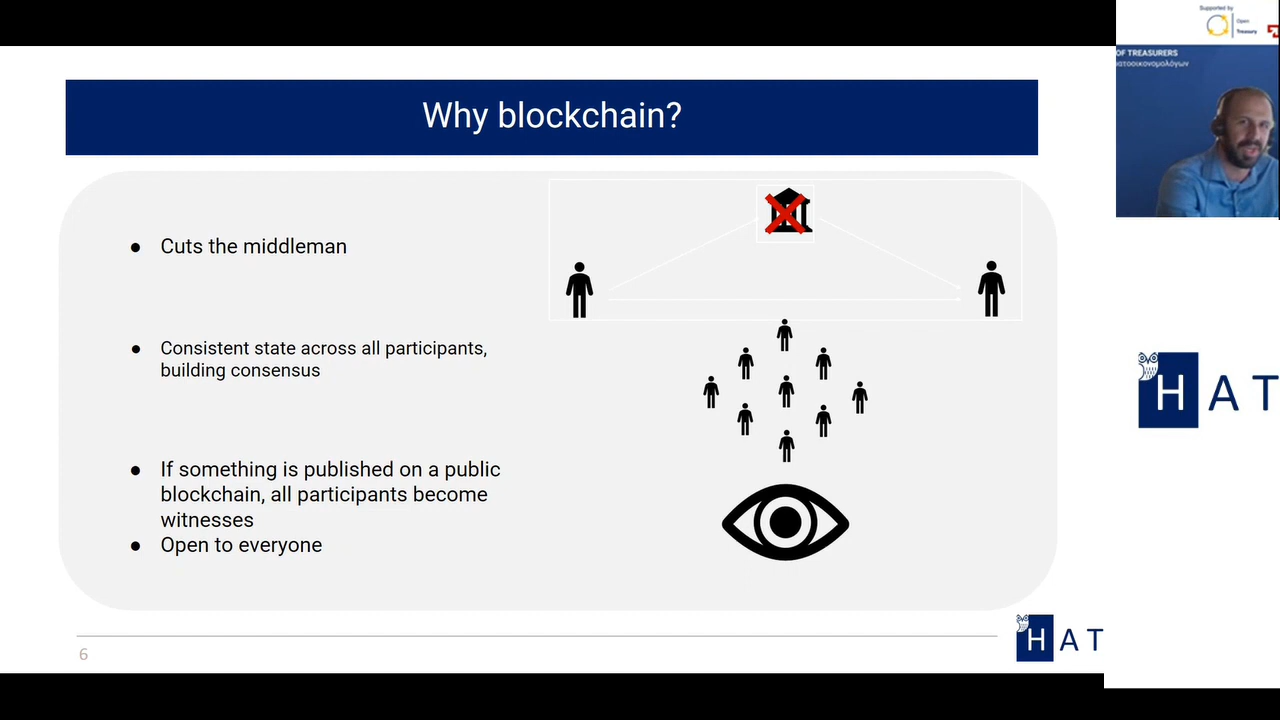 Supported by
Open
Treasury
OF TREASURERS
ατοοικονομολόγων
Why blockchain?
● Cuts the middleman
● Consistent state across all participants,
building consensus
● If something is published on a public
blockchain, all participants become
witnesses
● Open to everyone
H A T
H A T
6